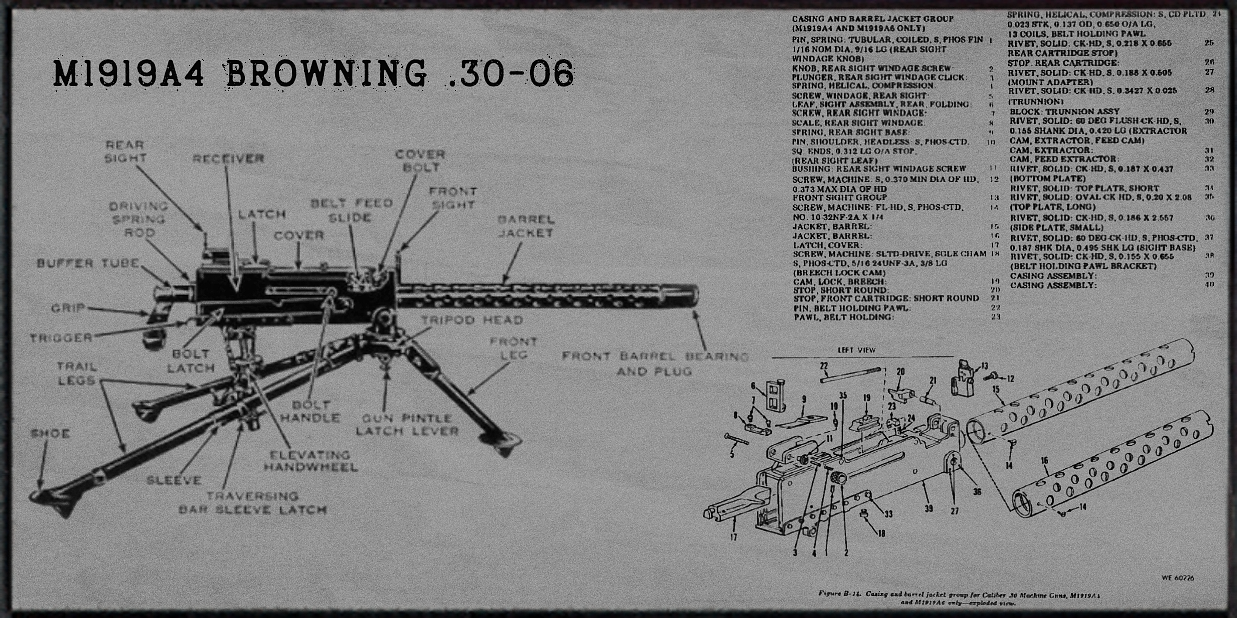 M1919A4 BROWNING .30-06
REAR
SIGHT
RECEIVER
COVER
BOLT
FRONT
SIGHT
DRIVING
SPRING
ROD
LATCH
BELT FEED
SLIDE
COVER
BARREL
JACKET
BUFFER TUBE
GRIP
TRIGGER
BOLT
LATCH
TRIPOD HEAD
FRONT
LEG
FRONT BARREL BEARING
AND PLUG
TRAIL
LEGS
BOLT
HANDLE
GUN PINTLE
LATCH LEVER
SHOE
ELEVATING
HANDWHEEL
SLEEVE
TRAVERSING
BAR SLEEVE LATCH
CASING AND BARREL JACKET GROUP
(M1919A4 AND M1919A6 ONLY)
PIN, SPRING: TUBULAR, COILED, S, PHOS FIN 1
1/16 NOM DIA, 9/16 LG (REAR SIGHT
WINDAGE KNOB)
KNOB, REAR SIGHT WINDAGE SCREW 2
PLUNGER, REAR SIGHT WINDAGE CLICK: 3
SPRING, HELICAL, COMPRESSION: 4
SCREW, WINDAGE, REAR SIGHT: 5
LEAF, SIGHT ASSEMBLY, REAR, FOLDING: 6
SCREW, REAR SIGHT WINDAGE: 7
SCALE, REAR SIGHT WINDAGE: 8
SPRING, REAR SIGHT BASE: 9
PIN, SHOULDER, HEADLESS: S, PHOS-CTD, 10
SQ. ENDS, 0.312 LG O/A STOP,
(REAR SIGHT LEAF)
BUSHING: REAR SIGHT WINDAGE SCREW 11
SCREW, MACHINE: S, 0.370 MIN DIA OF HD, 12
0.373 MAX DIA OF HD
FRONT SIGHT GROUP 13
SCREW, MACHINE: FL-HD, S, PHOS-CTD, 14
NO. 10-32NF-2A X 1/4
JACKET, BARREL: 15
JACKET, BARREL: 16
LATCH, COVER: 17
SCREW, MACHINE: SLTD-DRIVE, SGLE CHAM 18
S, PHOS-CTD, 5/16 24UNF-3A, 3/8 LG
(BREECH LOCK CAM)
CAM, LOCK, BREECH: 19
STOP, SHORT ROUND: 20
STOP, FRONT CARTRIDGE: SHORT ROUND 21
PIN, BELT HOLDING PAWL: 22
PAWL, BELT HOLDING: 23
SPRING, HELICAL, COMPRESSION: S, CD PLTD 24
0.023 STK, 0.137 OD, 0.656 O/A LG,
13 COILS, BELT HOLDING PAWL
RIVET, SOLID: CK-HD, S, 0.218 X 0.655 25
REAR CARTRIDGE STOP)
STOP, REAR CARTRIDGE: 26
RIVET, SOLID: CK-HD, S, 0.188 X 0.505 27
(MOUNT ADAPTER)
RIVET, SOLID: CK-HD, S, 0.3427 X 0.925 28
(TRUNNION)
BLOCK: TRUNNION ASSY 29
RIVET, SOLID: 60 DEG FLUSH CK-HD, S, 30
0.155 SHANK DIA, 0.420 LG (EXTRACTOR
CAM, EXTRACTOR, FEED CAM)
CAM, EXTRACTOR: 31
CAM, FEED EXTRACTOR: 32
RIVET, SOLID: CK-HD, S, 0.187 X 0.437 33
(BOTTOM PLATE)
RIVET, SOLID: TOP PLATE, SHORT 34
RIVET, SOLID: OVAL CK HD, S, 0.20 X 2.08 35
(TOP PLATE, LONG)
RIVET, SOLID: CK-HD, S, 0.186 X 2.557 36
(SIDE PLATE, SMALL)
RIVET, SOLID: 60 DEG-CK-HD, S, PHOS-CTD, 37
0.187 SHK DIA, 0.495 SHK LG (SIGHT BASE)
RIVET, SOLID: CK-HD, S, 0.155 X 0.655 38
(BELT HOLDING PAWL BRACKET)
CASING ASSEMBLY: 39
CASING ASSEMBLY: 40
LEFT VIEW
22
6
7
8
9
10
35
19
20
21
23
24
13
12
15
5
11
14
16
36
27
39
33
18
17
3
4
1
2
14
WE 60226
Figure B-14. Casing and barrel jacket group for Caliber .30 Machine Guns, M1919A4
and M1919A6 only—exploded view.